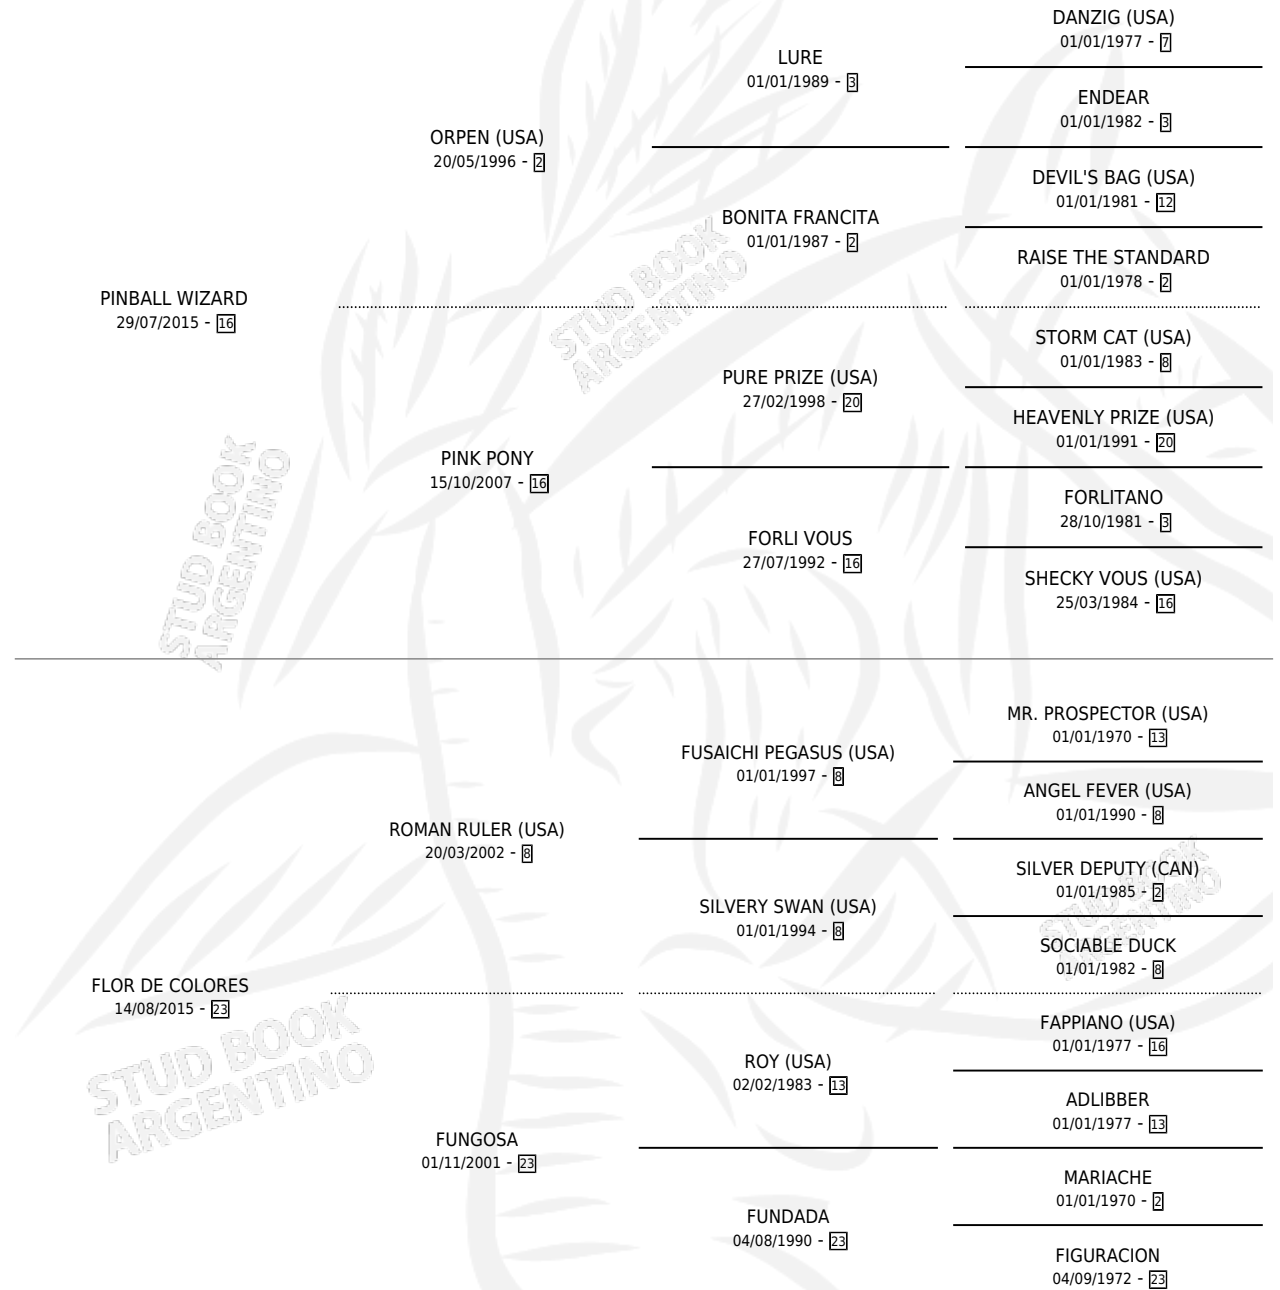 DANZIG (USA)
01/01/1977 - 7
LURE
01/01/1989 - 3
ENDEAR
01/01/1982 - 3
ORPEN (USA)
20/05/1996 - 2
DEVIL'S BAG (USA)
01/01/1981 - 12
BONITA FRANCITA
01/01/1987 - 2
RAISE THE STANDARD
01/01/1978 - 2
PINBALL WIZARD
29/07/2015 - 16
STUD BOOK
ARGENTINO
STORM CAT (USA)
01/01/1983 - 8
PURE PRIZE (USA)
27/02/1998 - 20
HEAVENLY PRIZE (USA)
01/01/1991 - 20
PINK PONY
15/10/2007 - 16
FORLITANO
28/10/1981 - 3
FORLI VOUS
27/07/1992 - 16
SHECKY VOUS (USA)
25/03/1984 - 16
STUD BOOK
ARGENTINO
MR. PROSPECTOR (USA)
01/01/1970 - 13
FUSAICHI PEGASUS (USA)
01/01/1997 - 8
ANGEL FEVER (USA)
01/01/1990 - 8
ROMAN RULER (USA)
20/03/2002 - 8
SILVER DEPUTY (CAN)
01/01/1985 - 2
SILVERY SWAN (USA)
01/01/1994 - 8
SOCIABLE DUCK
01/01/1982 - 8
STUD BOOK
ARGENTINO
FLOR DE COLORES
14/08/2015 - 23
STUD BOOK
ARGENTINO
FAPPIANO (USA)
01/01/1977 - 16
ROY (USA)
02/02/1983 - 13
ADLIBBER
01/01/1977 - 13
FUNGOSA
01/11/2001 - 23
MARIACHE
01/01/1970 - 2
FUNDADA
04/08/1990 - 23
FIGURACION
04/09/1972 - 23